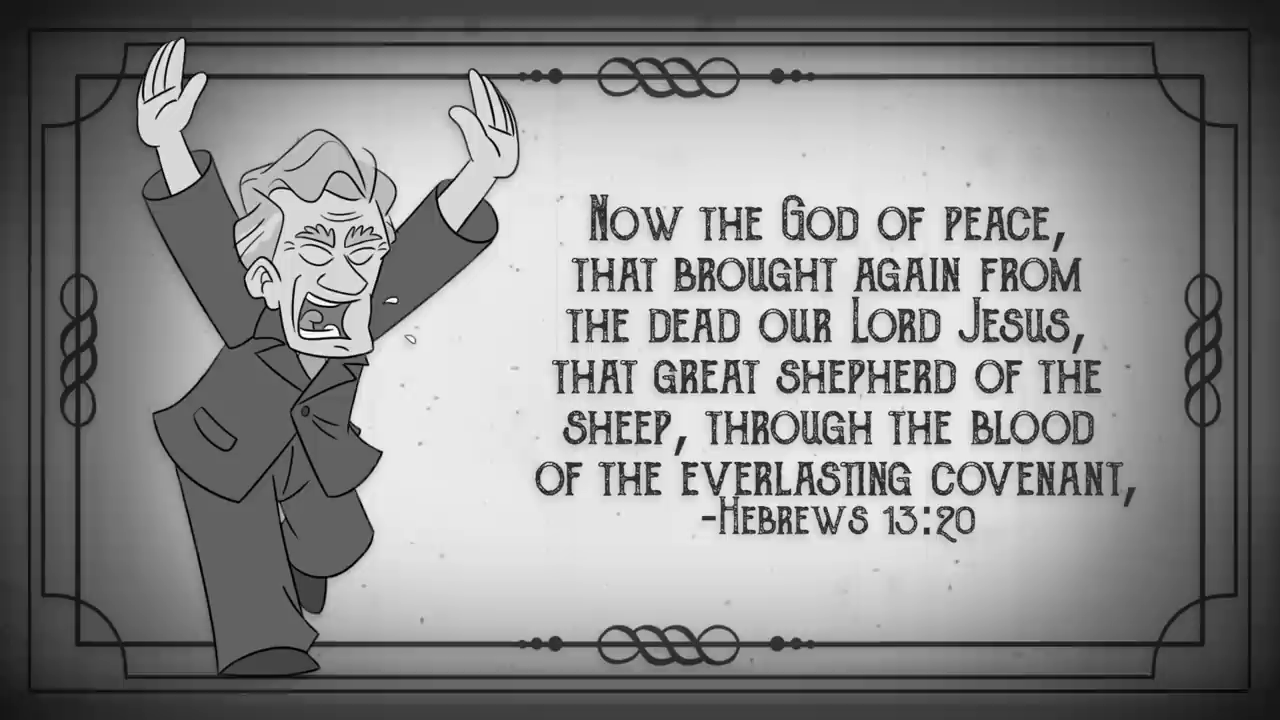 Now the God of peace,
that brought again from
the dead our Lord Jesus,
that great shepherd of the
sheep, through the blood
of the everlasting covenant,
-Hebrews 13:20